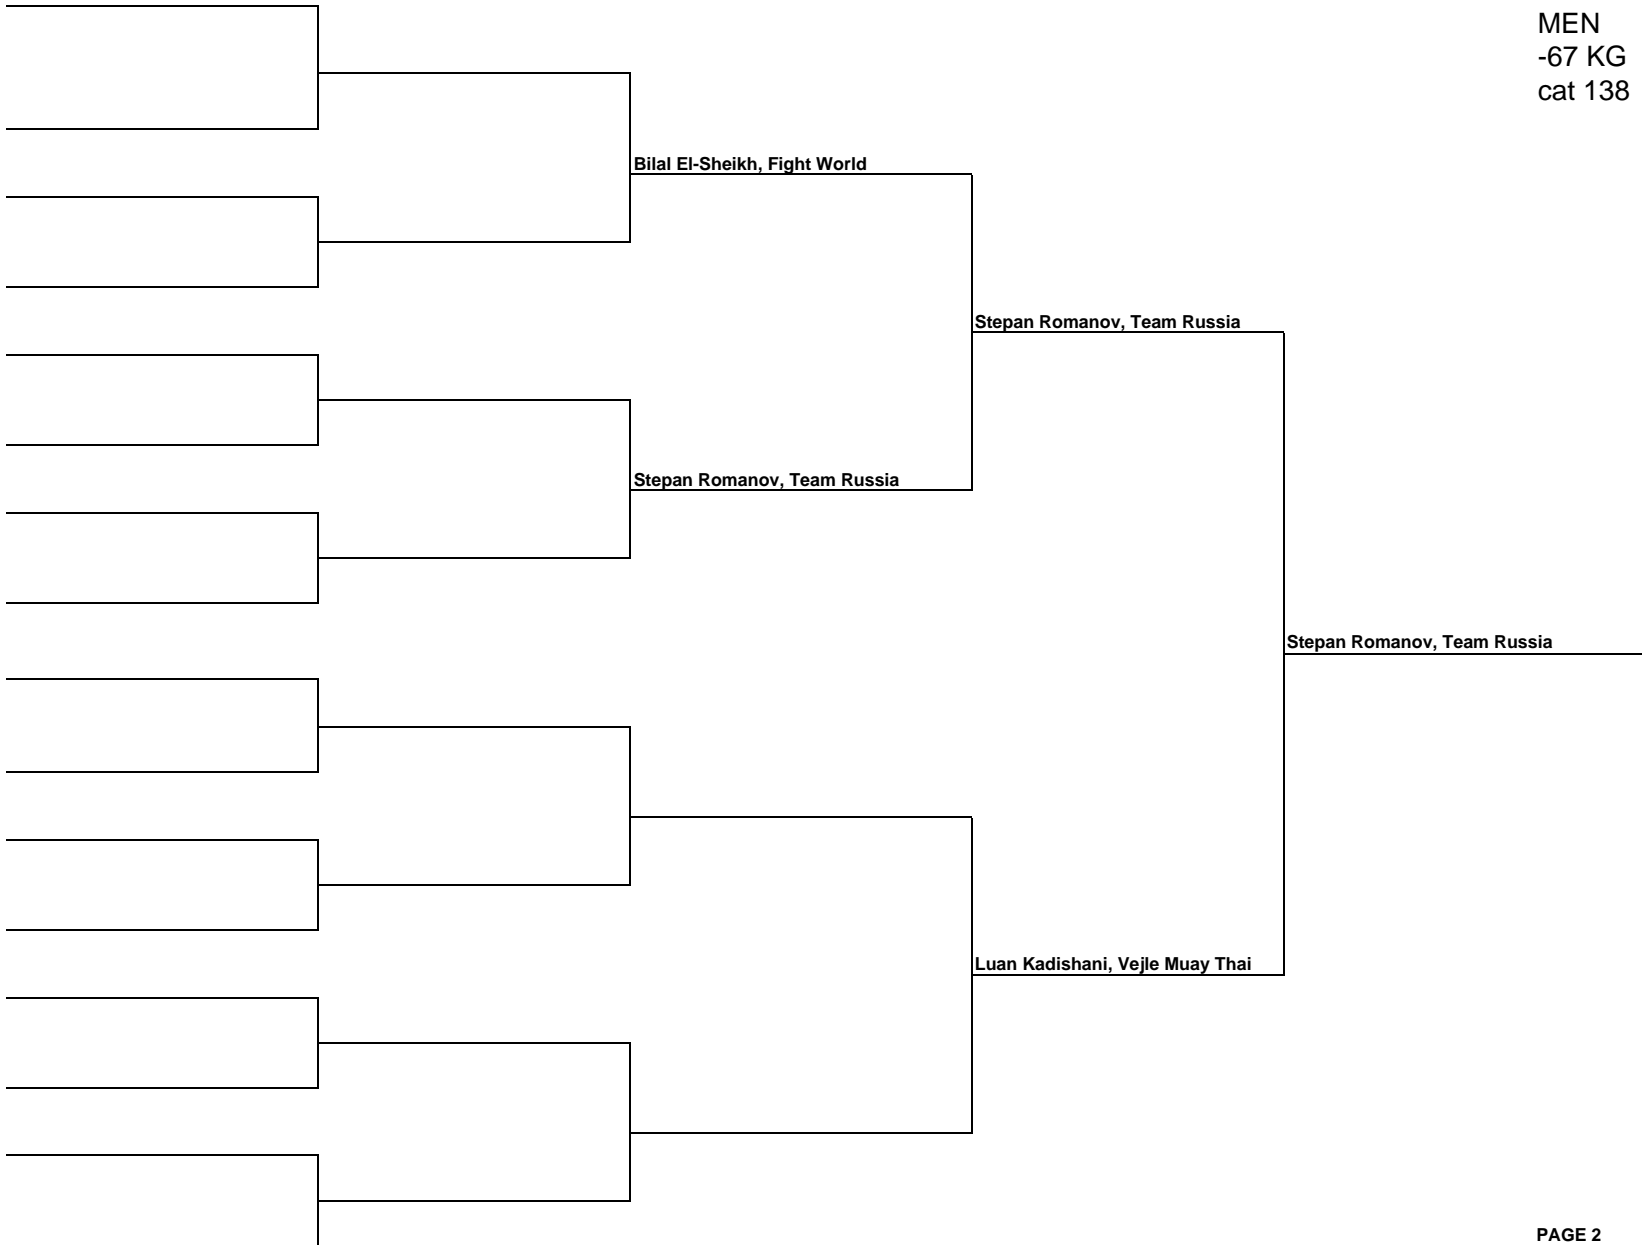 MEN
-67 KG
cat 138
Bilal El-Sheikh, Fight World
Stepan Romanov, Team Russia
Stepan Romanov, Team Russia
Stepan Romanov, Team Russia
Luan Kadishani, Vejle Muay Thai
PAGE 2